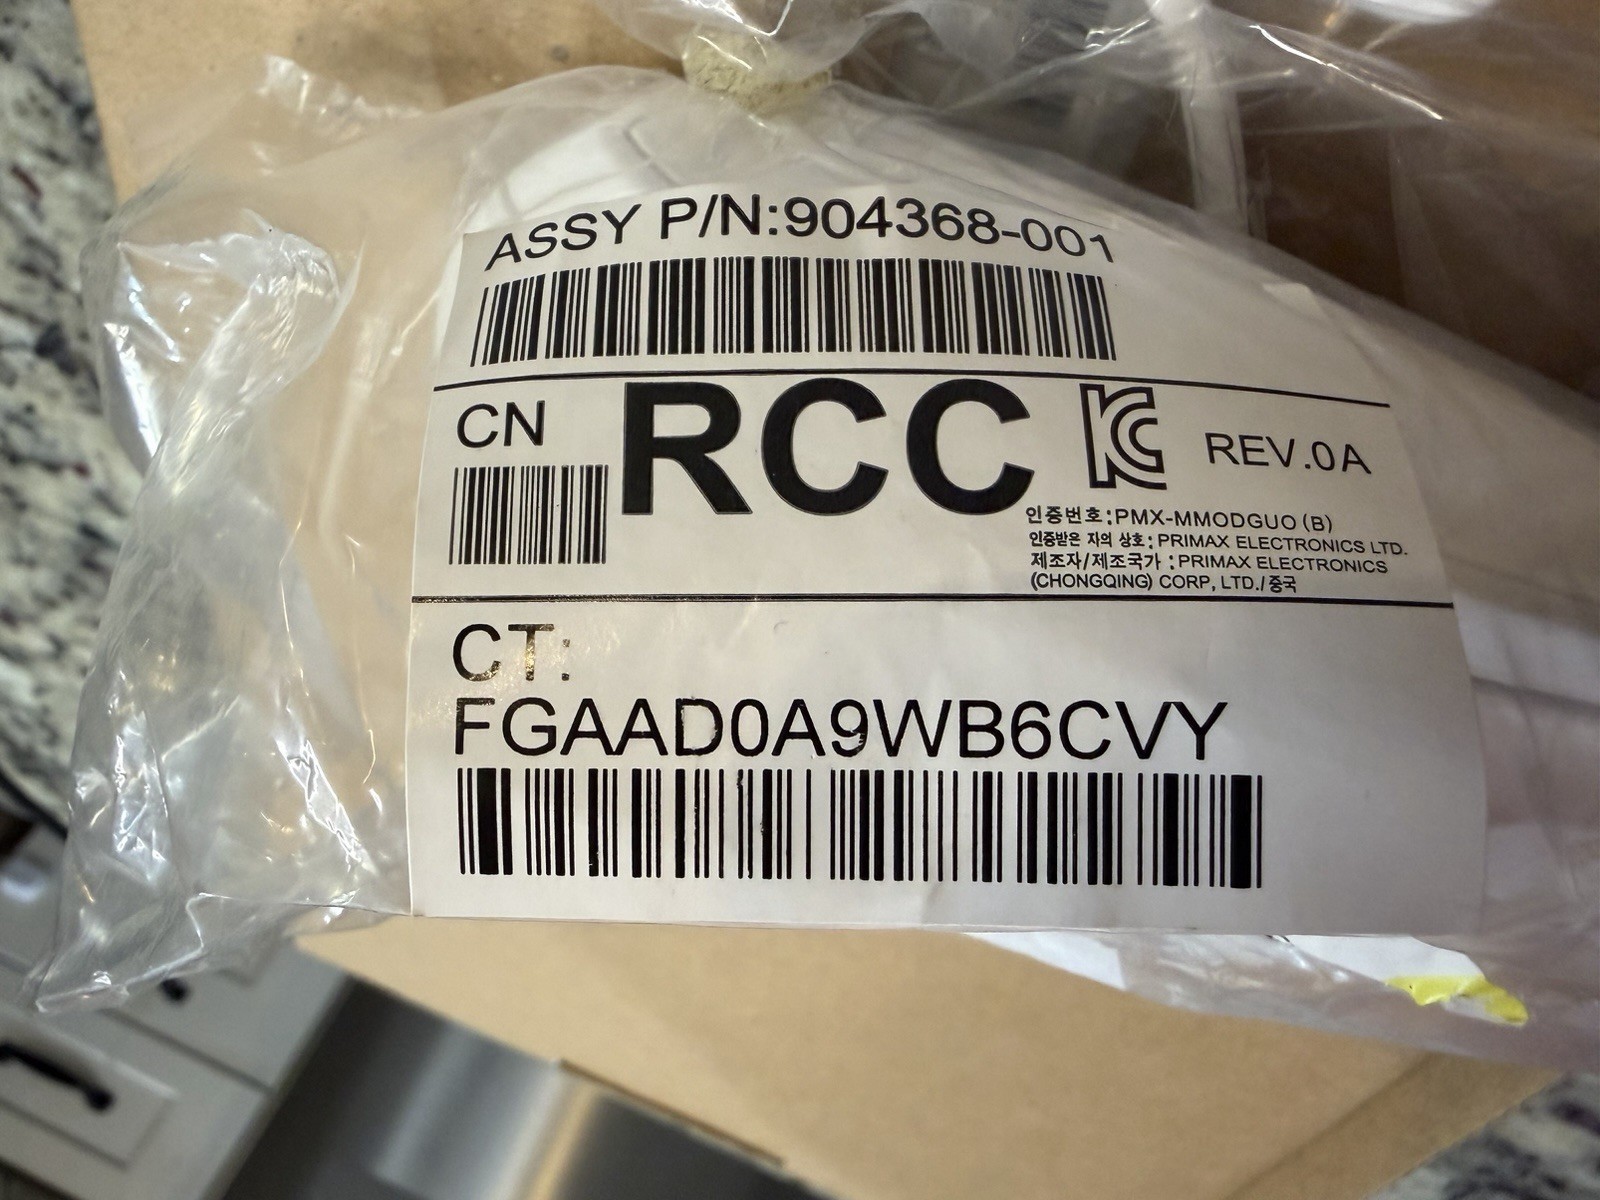 ASSY P/N:904368-001
CN RCC REV.0A
인증번호:PMX-MMODGUO (B)
인증받은 자의 상호: PRIMAX ELECTRONICS LTD.
제조자/제조국가 : PRIMAX ELECTRONICS
(CHONGQING) CORP, LTD./중국
CT:
FGAAD0A9WB6CVY